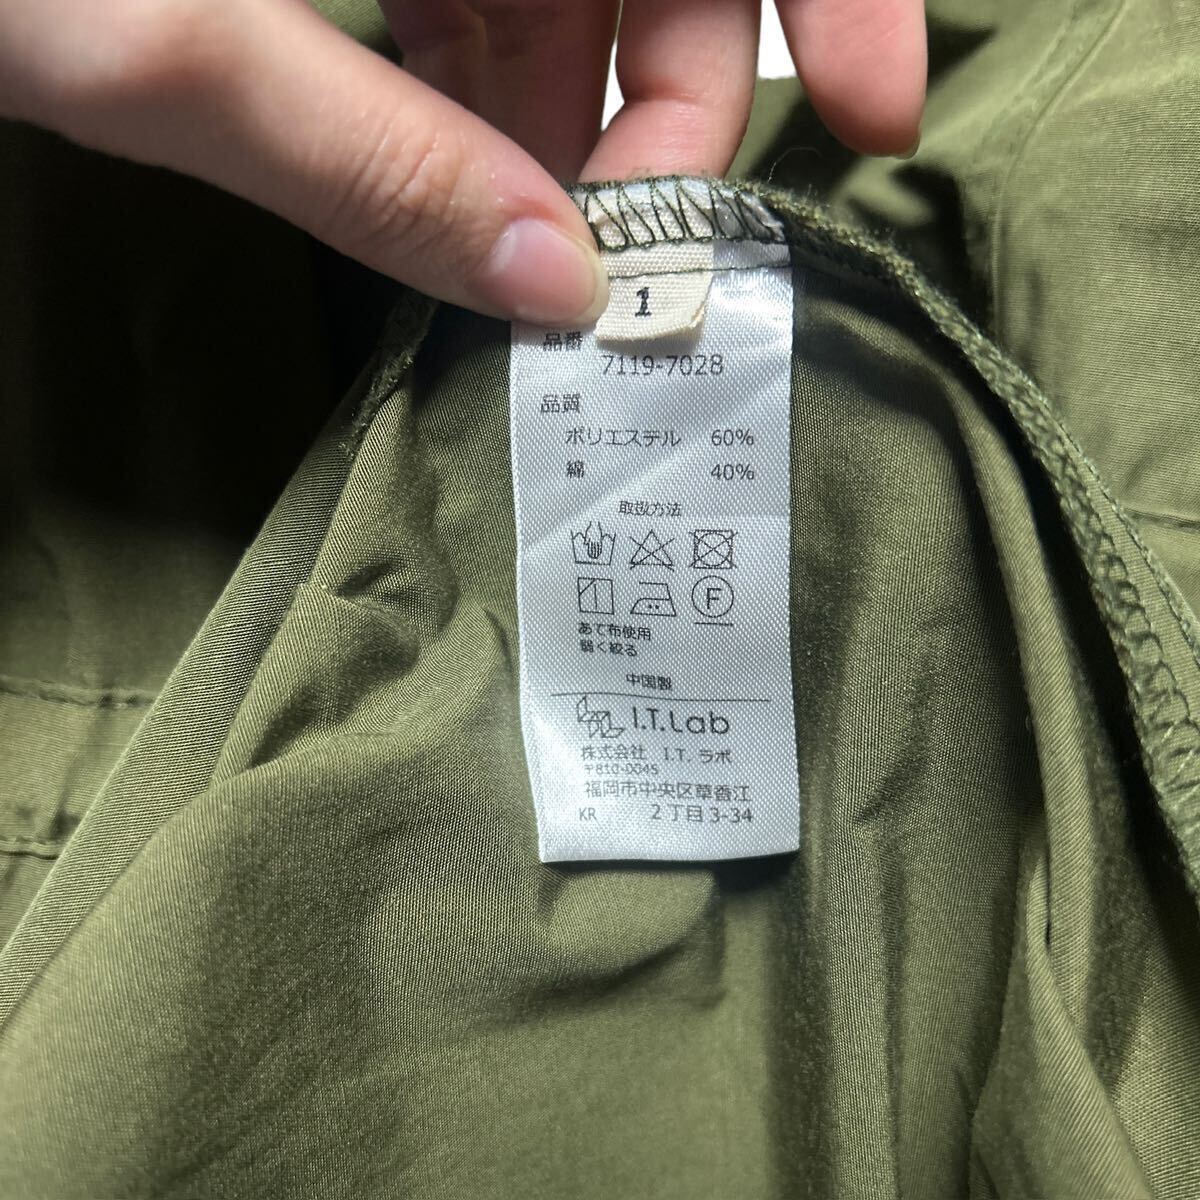 1
品番
7119-7028
品質
ポリエステル 60%
綿 40%
取扱方法
F
あて布使用
弱く絞る
中国製
I.T.Lab
株式会社 I.T. ラボ
〒810-0045
福岡市中央区草香江
KR 2丁目3-34